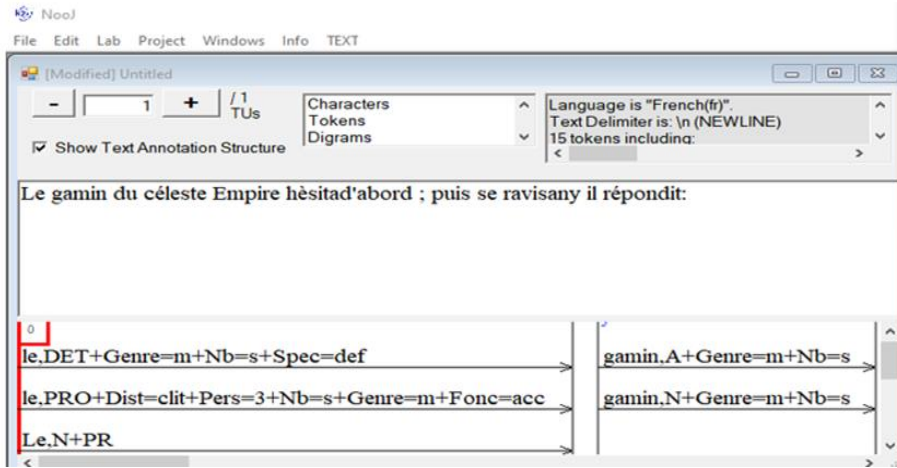 NooJ
File Edit Lab Project Windows Info TEXT
[Modified] Untitled
- 1 + / 1 TUs
Show Text Annotation Structure
Characters
Tokens
Digrams
Language is "French(fr)".
Text Delimiter is: \n (NEWLINE)
15 tokens including:
Le gamin du céleste Empire hèsitad'abord ; puis se ravisany il répondit:
0
le,DET+Genre=m+Nb=s+Spec=def
gamin,A+Genre=m+Nb=s
le,PRO+Dist=clit+Pers=3+Nb=s+Genre=m+Fonc=acc
gamin,N+Genre=m+Nb=s
Le,N+PR